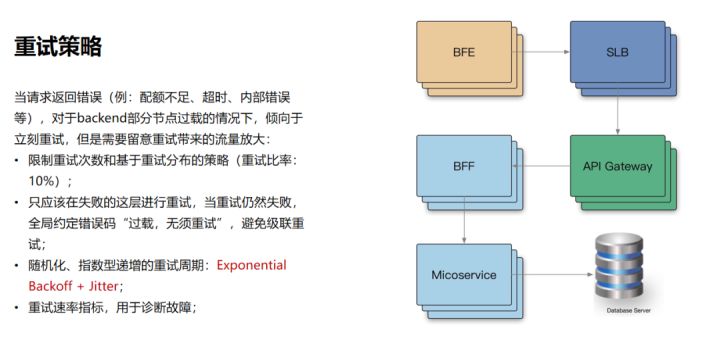 重试策略
当请求返回错误（例：配额不足、超时、内部错误
等），对于backend部分节点过载的情况下，倾向于
立刻重试，但是需要留意重试带来的流量放大：
• 限制重试次数和基于重试分布的策略（重试比率：
10%）；
• 只应该在失败的这层进行重试，当重试仍然失败，
全局约定错误码“过载，无须重试”，避免级联重
试；
• 随机化、指数型递增的重试周期：Exponential
Backoff + Jitter；
• 重试速率指标，用于诊断故障；
BFE
SLB
BFF
API Gateway
Micoservice
Database Server